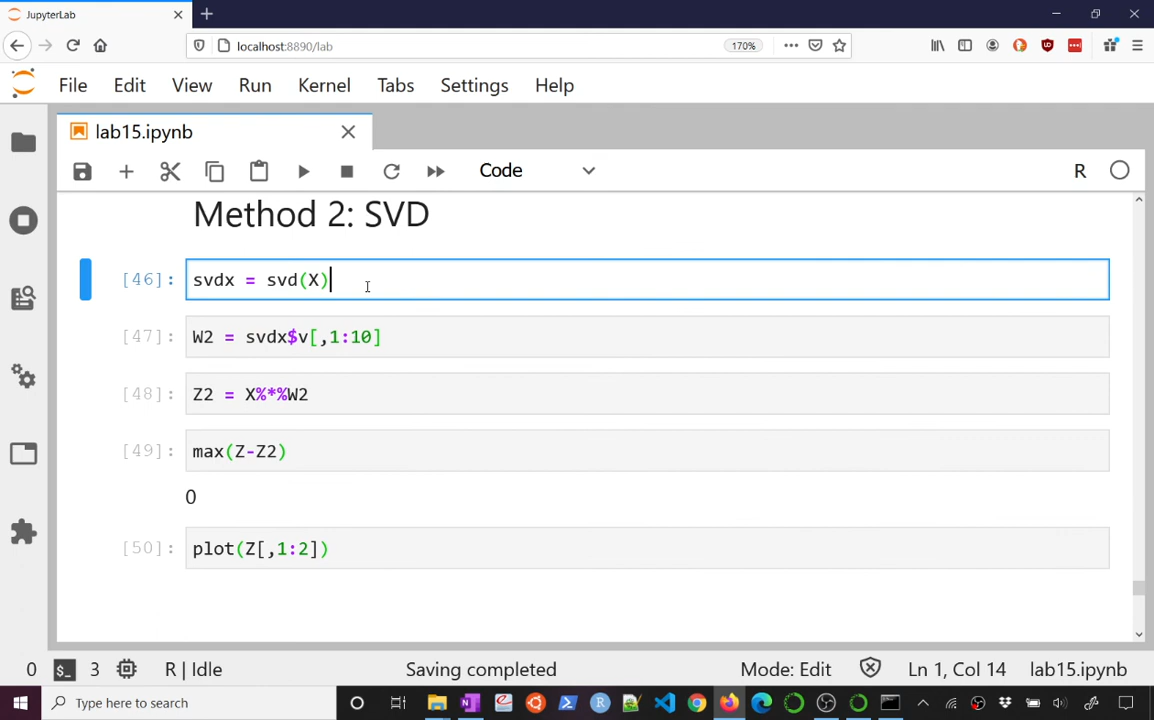 JupyterLab
localhost:8890/lab
170%
File Edit View Run Kernel Tabs Settings Help
lab15.ipynb
Code
R
Method 2: SVD
[46]: svdx = svd(X)
[47]: W2 = svdx$v[,1:10]
[48]: Z2 = X%*%W2
[49]: max(Z-Z2)
0
[50]: plot(Z[,1:2])
0 $_ 3 R | Idle Saving completed Mode: Edit Ln 1, Col 14 lab15.ipynb
Type here to search